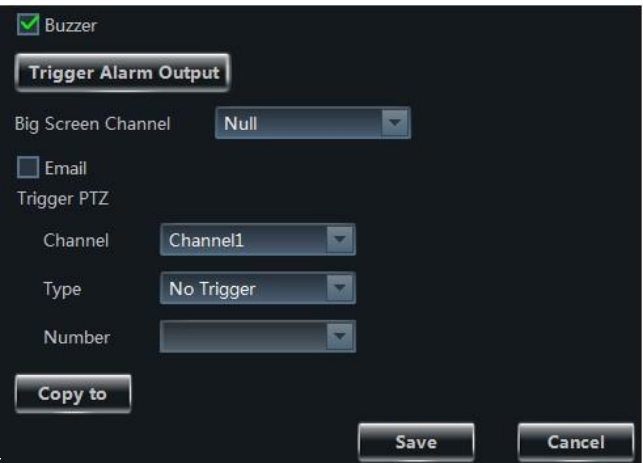 Buzzer
Trigger Alarm Output
Big Screen Channel Null
Email
Trigger PTZ
Channel Channel1
Type No Trigger
Number
Copy to
Save Cancel